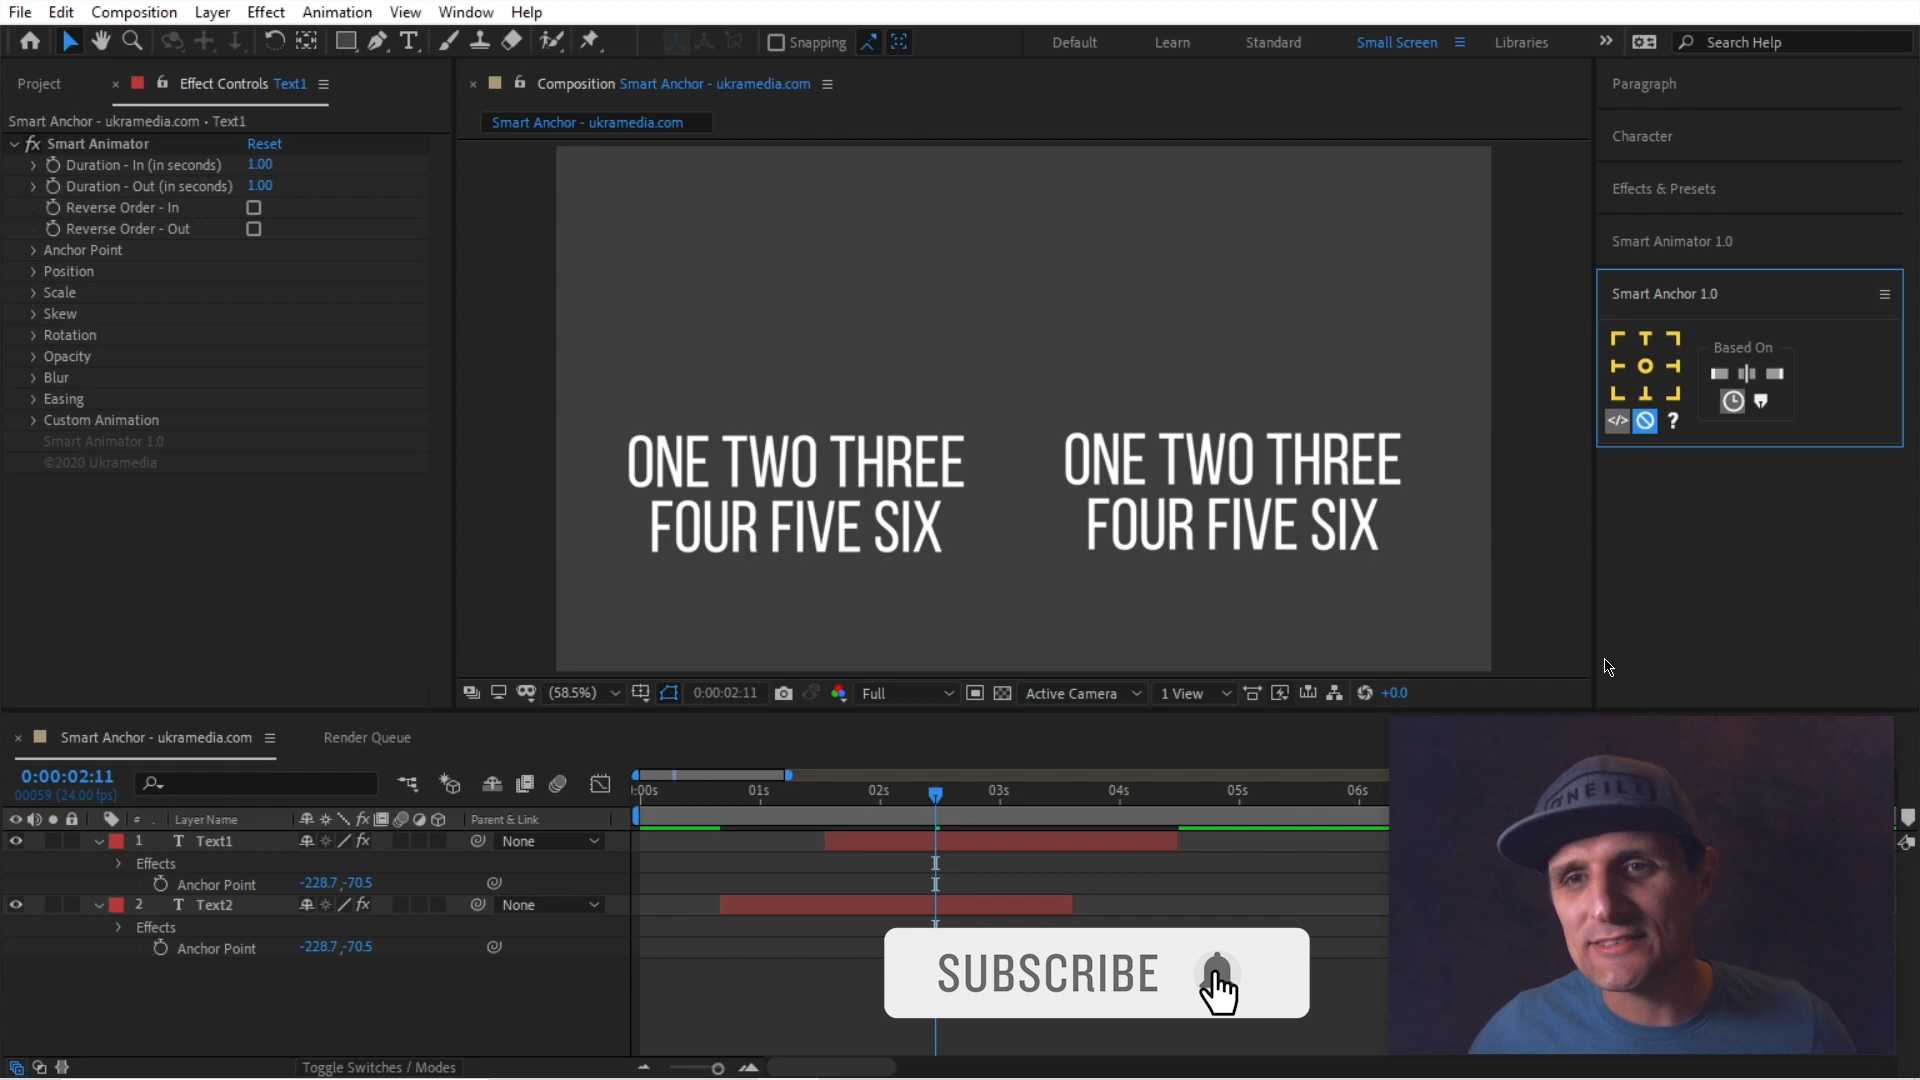 File Edit Composition Layer Effect Animation View Window Help
Snapping Default Learn Standard Small Screen Libraries Search Help
Project Effect Controls Text1
Smart Anchor - ukramedia.com • Text1
fx Smart Animator Reset
Duration - In (in seconds) 1.00
Duration - Out (in seconds) 1.00
Reverse Order - In
Reverse Order - Out
Anchor Point
Position
Scale
Skew
Rotation
Opacity
Blur
Easing
Custom Animation
Smart Animator 1.0
©2020 Ukramedia
Composition Smart Anchor - ukramedia.com
Smart Anchor - ukramedia.com
ONE TWO THREE
FOUR FIVE SIX
ONE TWO THREE
FOUR FIVE SIX
(58.5%) 0:00:02:11 Full Active Camera 1 View +0.0
Paragraph
Character
Effects & Presets
Smart Animator 1.0
Smart Anchor 1.0
Based On
</> ?
Smart Anchor - ukramedia.com Render Queue
0:00:02:11
00059 (24.00 fps)
):00s 01s 02s 03s 04s 05s 06s
# Layer Name fx Parent & Link
1 T Text1 fx None
Effects
Anchor Point -228.7,-70.5
2 T Text2 fx None
Effects
Anchor Point -228.7,-70.5
Toggle Switches / Modes
SUBSCRIBE
O'NEILL